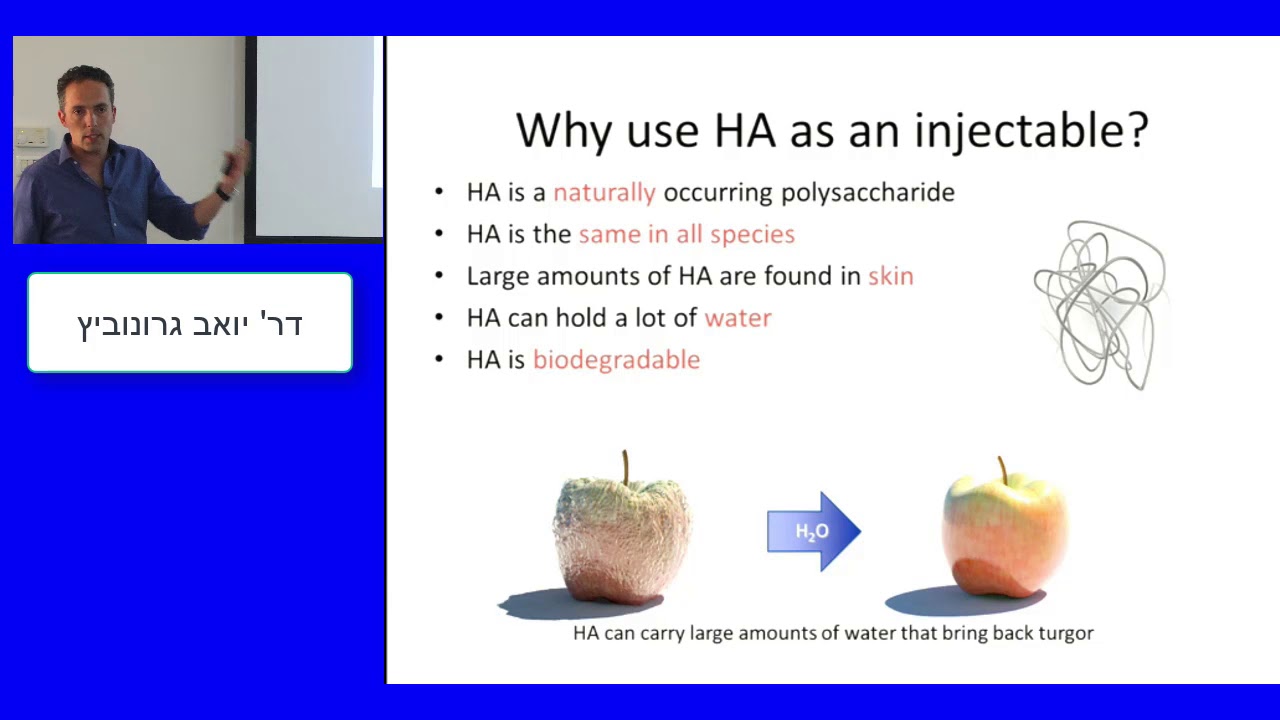 דר' יואב גרונוביץ
Why use HA as an injectable?
• HA is a naturally occurring polysaccharide
• HA is the same in all species
• Large amounts of HA are found in skin
• HA can hold a lot of water
• HA is biodegradable
H₂O
HA can carry large amounts of water that bring back turgor